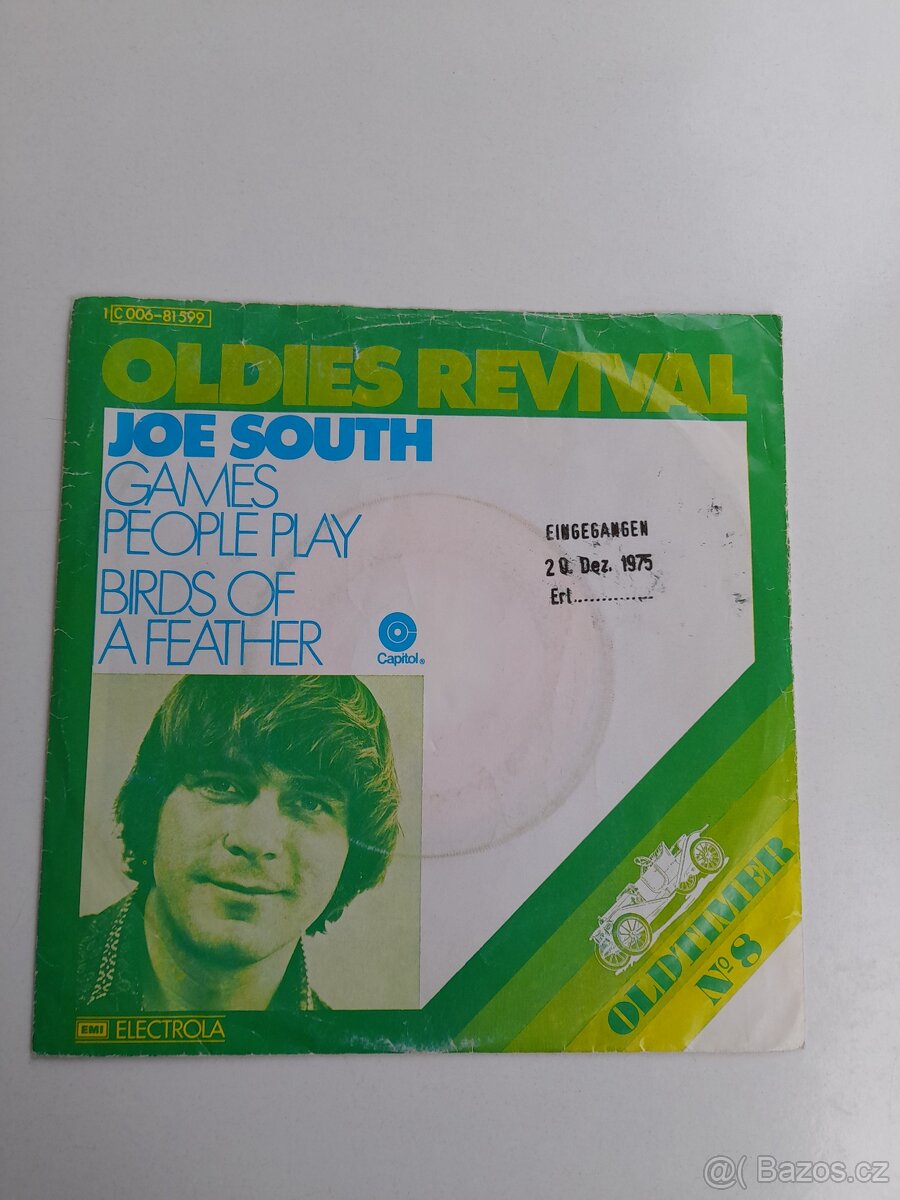 1C 006-81 599
OLDIES REVIVAL
JOE SOUTH
GAMES
PEOPLE PLAY
BIRDS OF
A FEATHER
Capitol®
EINGEGANGEN
20. Dez. 1975
Erl..............
OLDTIMER
Nº 8
EMI ELECTROLA
@( Bazos.cz